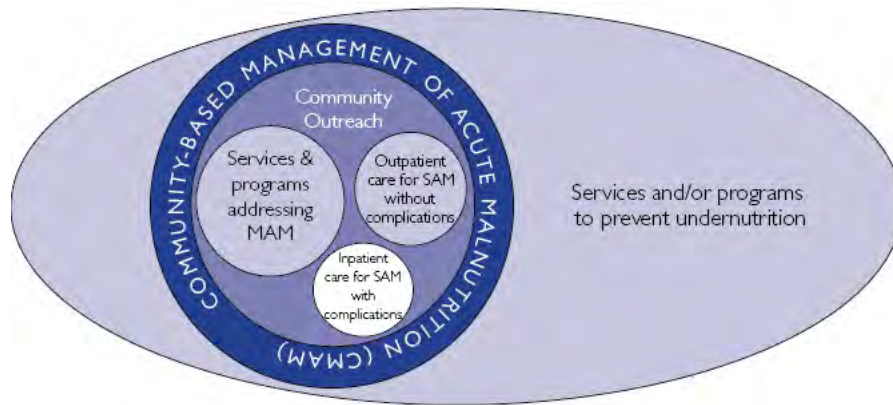 COMMUNITY-BASED MANAGEMENT OF ACUTE MALNUTRITION (CMAM)
Community
Outreach
Services &
programs
addressing
MAM
Outpatient
care for SAM
without
complications
Inpatient
care for SAM
with
complications
Services and/or programs
to prevent undernutrition